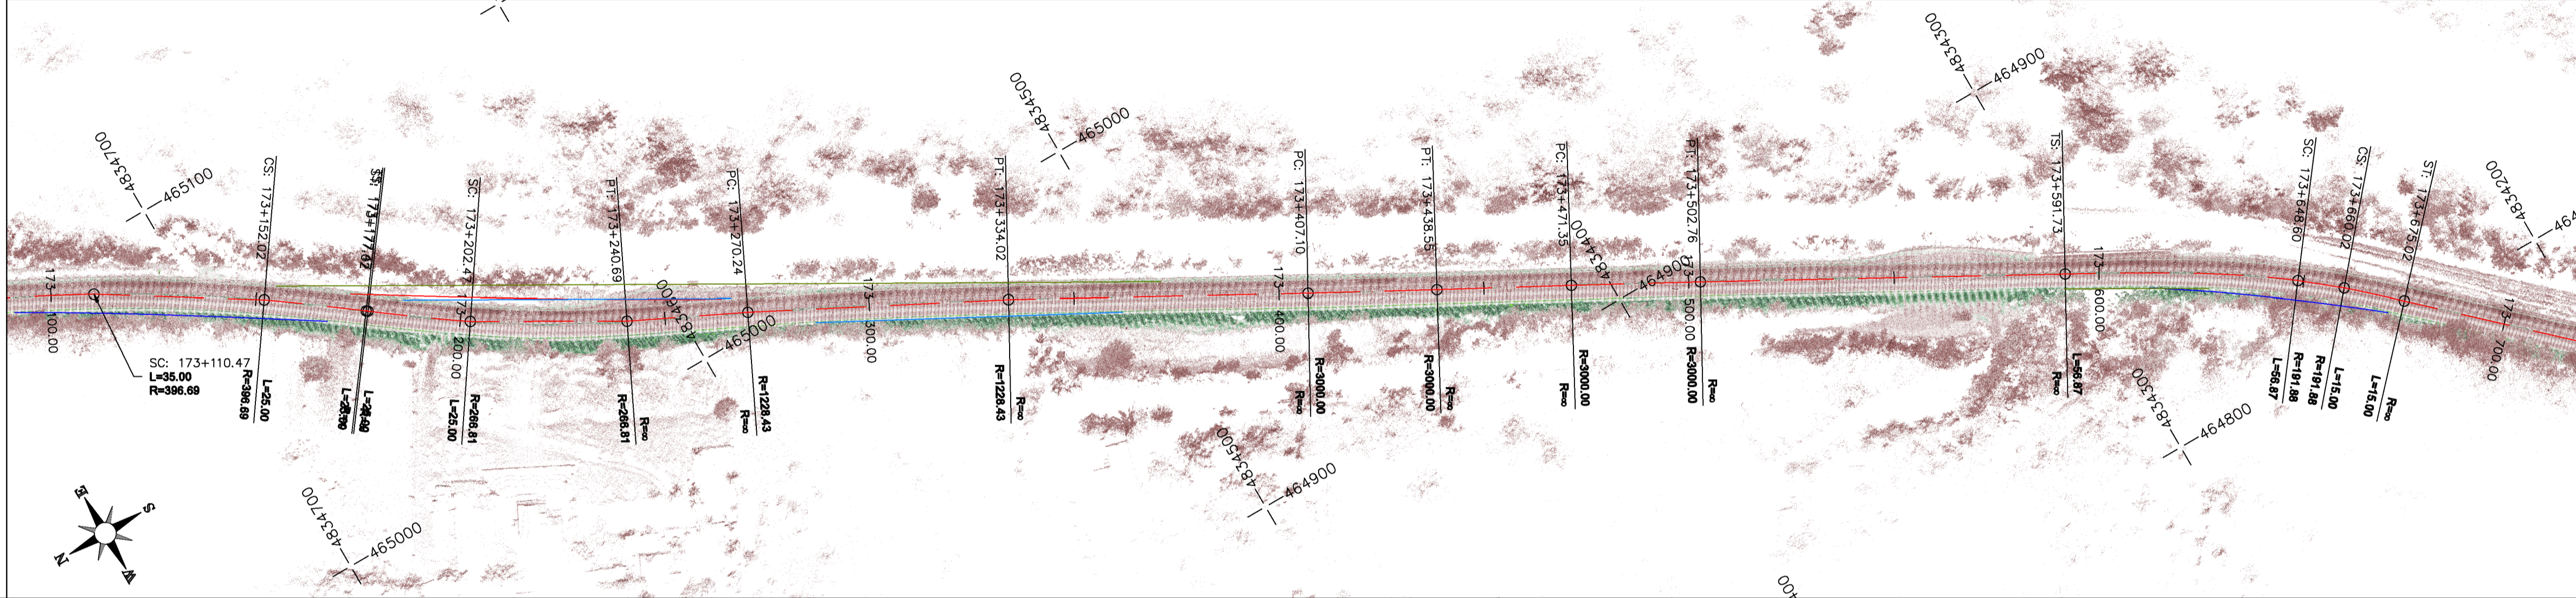 4834700
465100
CS: 173+152.02
SC: 173+202.47
PT: 173+240.69
PC: 173+270.24
PT: 173+334.02
4834500
465000
PC: 173+407.10
PT: 173+438.55
PC: 173+471.35
PT: 173+502.76
4834300
464900
TS: 173+591.73
SC: 173+648.60
CS: 173+660.02
ST: 173+675.02
4834200
464
173
100.00
173
200.00
4834600
465000
173
300.00
173
400.00
4834400
464900
173
500.00
173
600.00
173
700.00
SC: 173+110.47
L=35.00
R=396.69
R=396.69
L=25.00
L=25.00
R=266.81
R=266.81
R=∞
R=∞
R=1228.43
R=1228.43
R=∞
R=∞
R=3000.00
R=3000.00
R=∞
R=∞
R=3000.00
R=3000.00
R=∞
R=∞
L=56.87
L=56.87
R=191.88
R=191.88
L=15.00
L=15.00
R=∞
4834700
465000
4834500
464900
4834300
464800
E
S
N
W